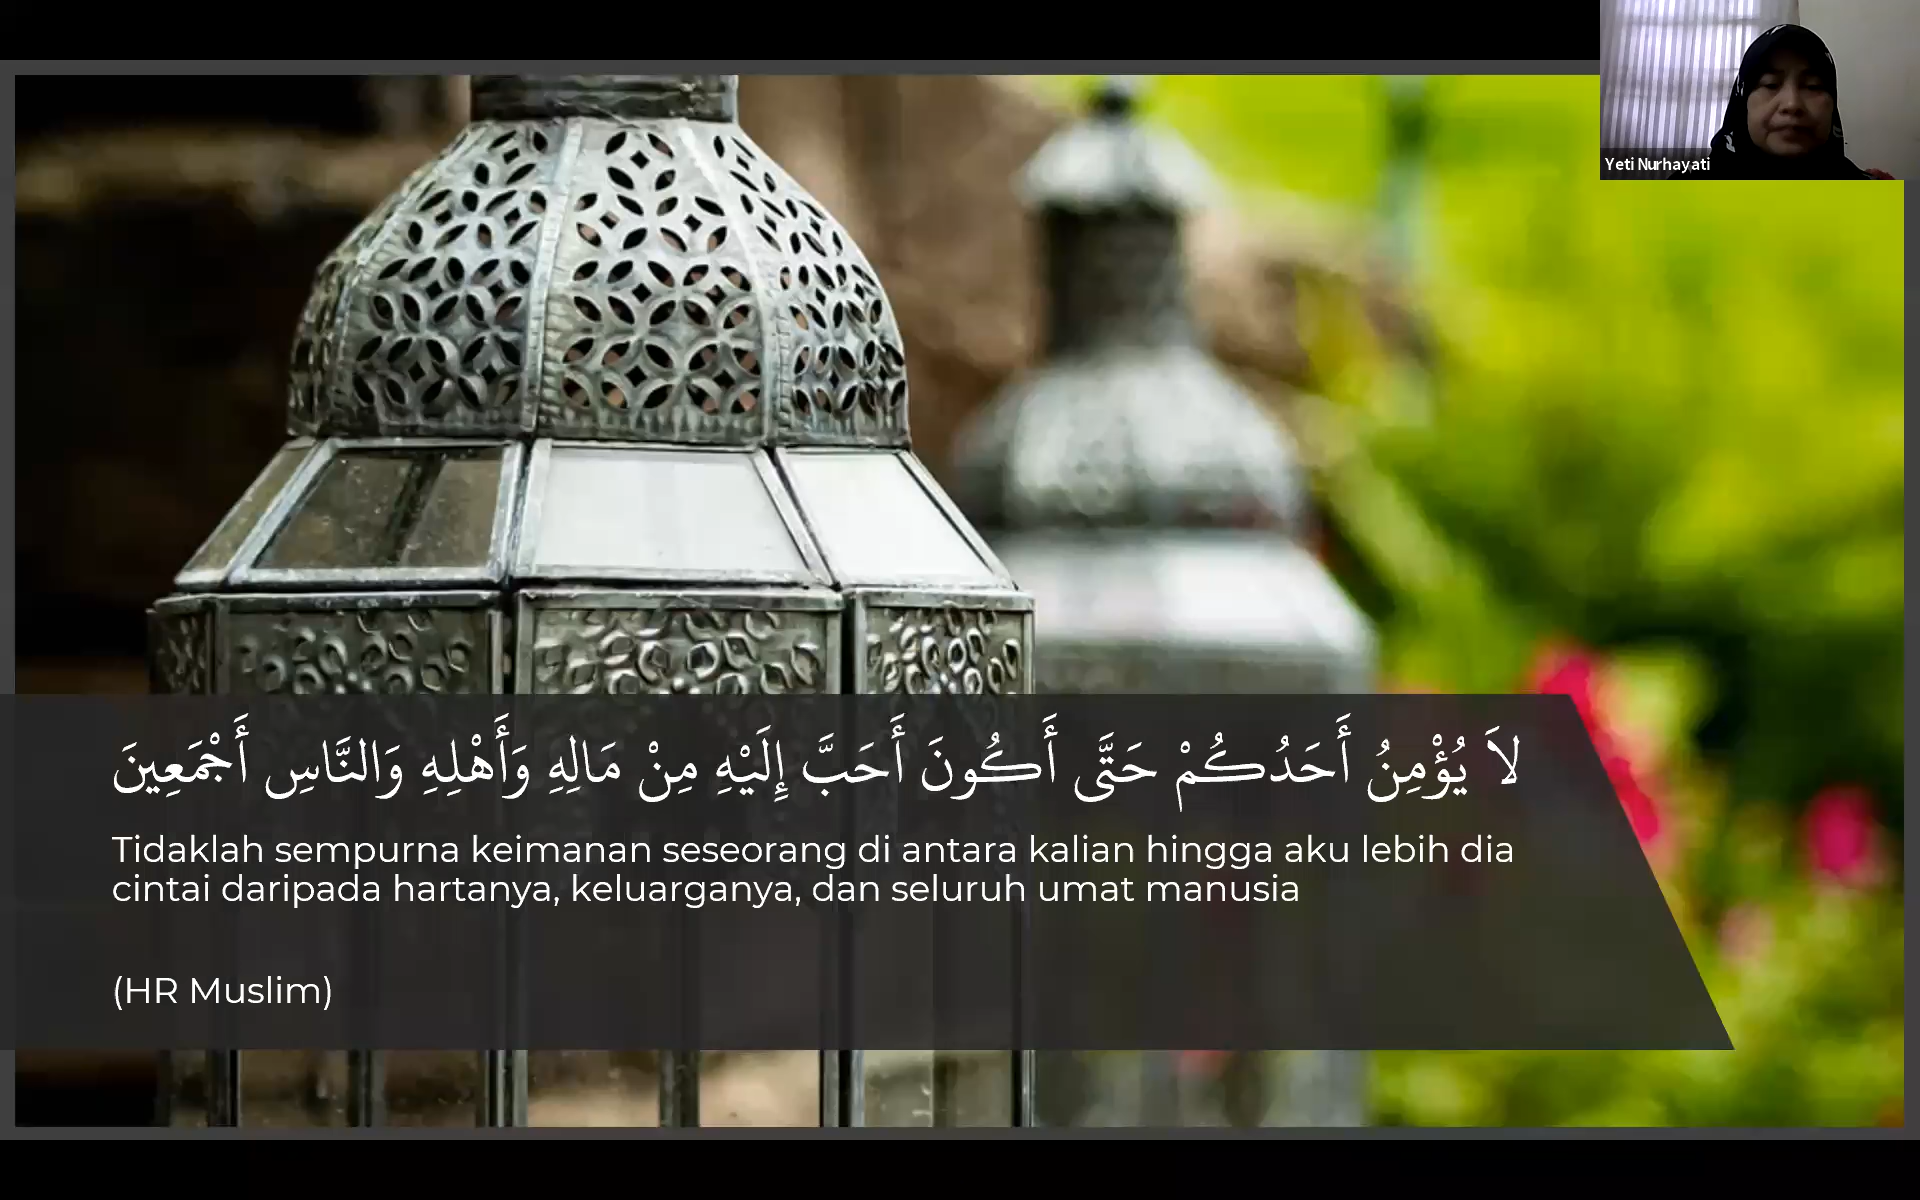 Yeti Nurhayati
لاَ يُؤْمِنُ أَحَدُكُمْ حَتَّى أَكُونَ أَحَبَّ إِلَيْهِ مِنْ مَالِهِ وَأَهْلِهِ وَالنَّاسِ أَجْمَعِينَ
Tidaklah sempurna keimanan seseorang di antara kalian hingga aku lebih dia
cintai daripada hartanya, keluarganya, dan seluruh umat manusia
(HR Muslim)